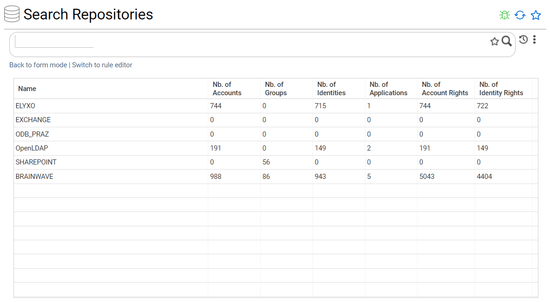 Search Repositories
Back to form mode | Switch to rule editor
Name Nb. of Accounts Nb. of Groups Nb. of Identities Nb. of Applications Nb. of Account Rights Nb. of Identity Rights
ELYXO 744 0 715 1 744 722
EXCHANGE 0 0 0 0 0 0
ODB_PRAZ 0 0 0 0 0 0
OpenLDAP 191 0 149 2 191 149
SHAREPOINT 0 56 0 0 0 0
BRAINWAVE 988 86 943 5 5043 4404